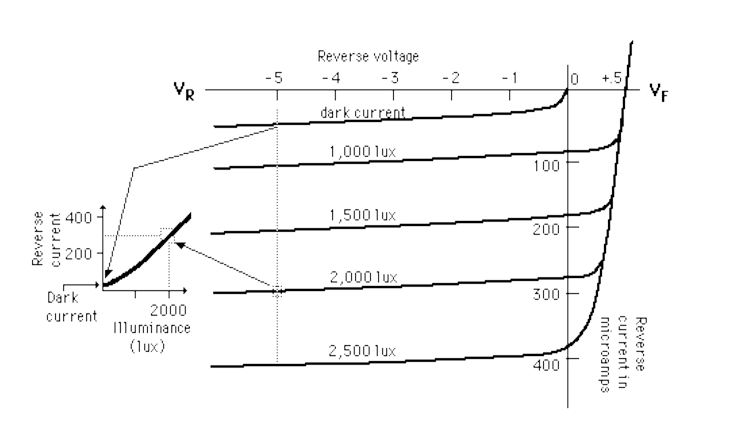 Reverse voltage
-5 -4 -3 -2 -1 0 +.5
VR VF
dark current
1,000 lux
100
1,500 lux
200
2,000 lux
300
2,500 lux
400
Reverse
current in
microamps
Reverse
current
400
200
Dark
current
2000
Illuminance
(lux)